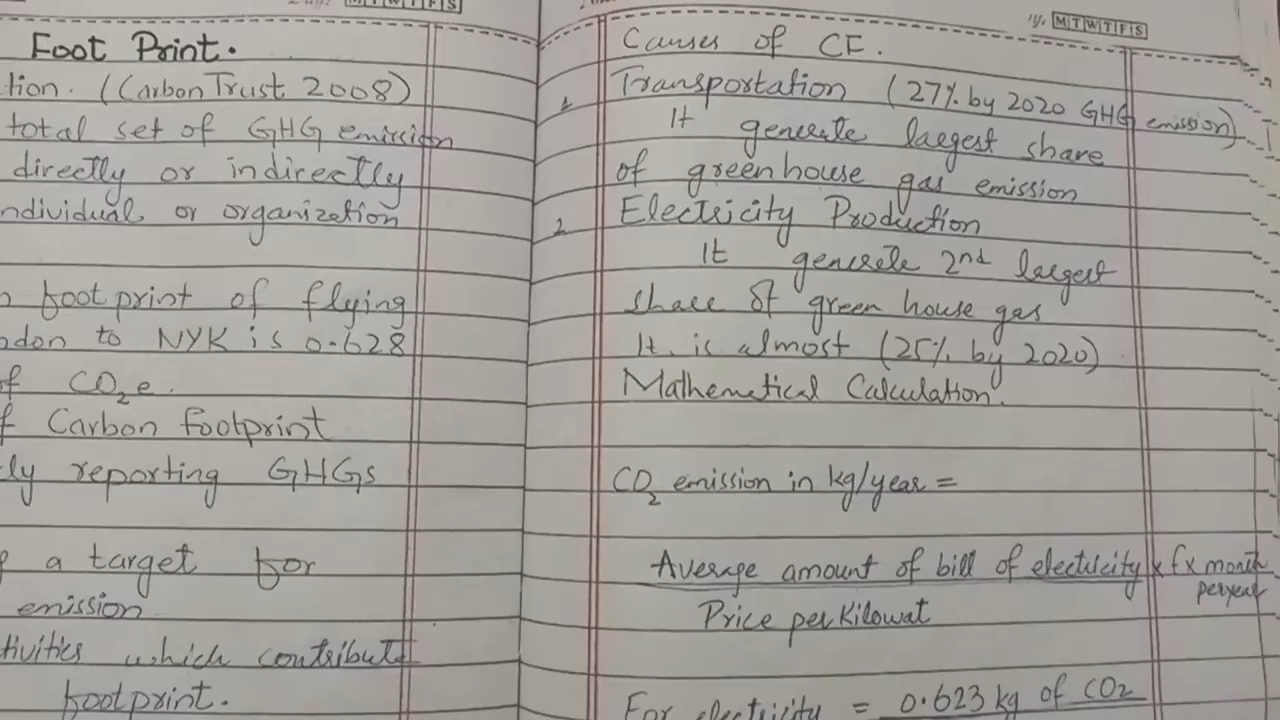 M T W T F S
Foot Print.
tion. (Carbon Trust 2008)
total set of GHG emission
directly or indirectly
ndividual or organization
footprint of flying
ndon to NYK is 0.628
of CO2e.
f Carbon footprint
ly reporting GHGs
a target for
emission
tivities which contribute
footprint.
M T W T F S
Causes of CF.
1 Transportation (27% by 2020 GHG emission)
It generete largest share
of greenhouse gas emission
2 Electricity Production
It generete 2nd largest
share of green house gas
It is almost (25% by 2020)
Mathemetical Calculation.
CO2 emission in kg/year =
Average amount of bill of electricity x f x month
per year
Price per Kilowat
For electricity = 0.623 kg of CO2